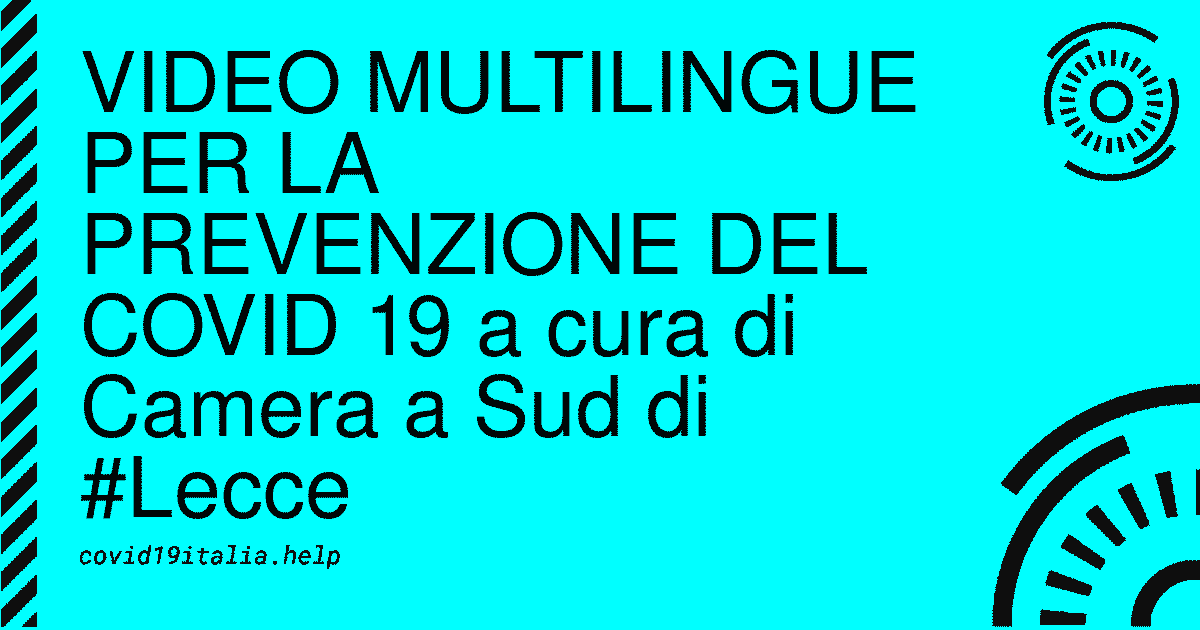 VIDEO MULTILINGUE
PER LA
PREVENZIONE DEL
COVID 19 a cura di
Camera a Sud di
#Lecce
covid19italia.help